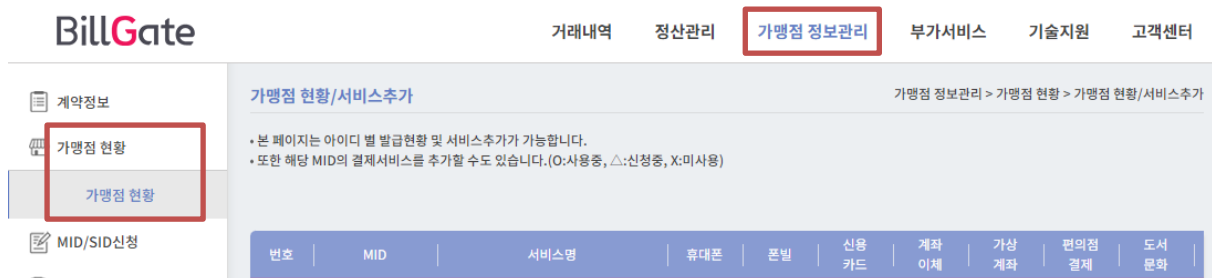 BillGate
거래내역 정산관리 가맹점 정보관리 부가서비스 기술지원 고객센터
계약정보
가맹점 현황
가맹점 현황
MID/SID신청
가맹점 현황/서비스추가
가맹점 정보관리 > 가맹점 현황 > 가맹점 현황/서비스추가
• 본 페이지는 아이디 별 발급현황 및 서비스추가가 가능합니다.
• 또한 해당 MID의 결제서비스를 추가할 수도 있습니다.(O:사용중, △:신청중, X:미사용)
번호 MID 서비스명 휴대폰 폰빌 신용 계좌 가상 편의점 도서
카드 이체 계좌 결제 문화